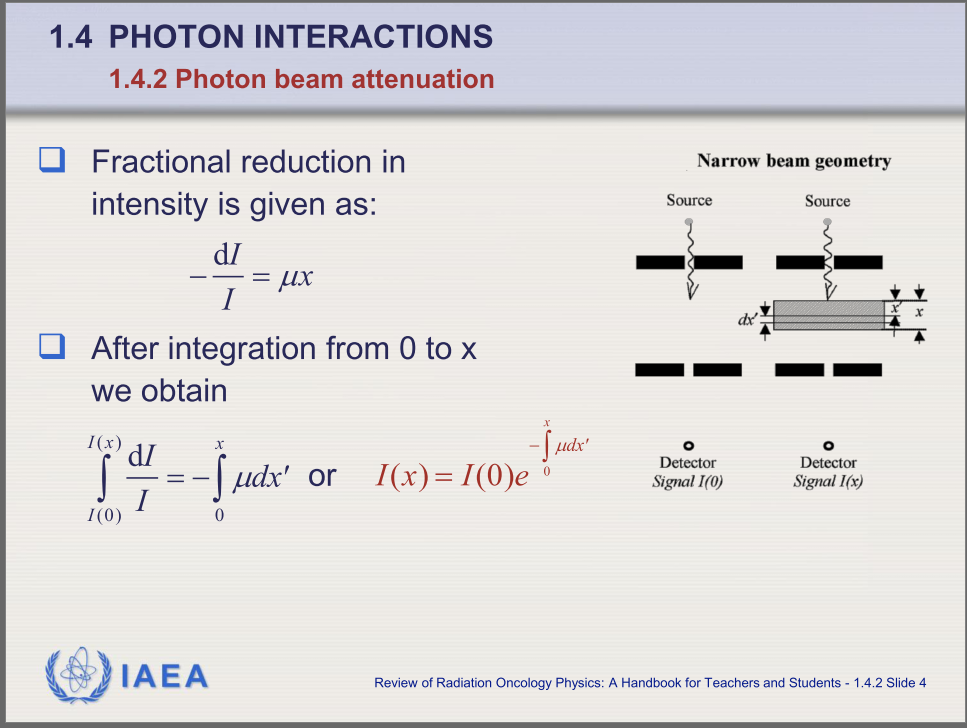 1.4 PHOTON INTERACTIONS
1.4.2 Photon beam attenuation
❑ Fractional reduction in
intensity is given as:
− dI/I = μx
❑ After integration from 0 to x
we obtain
∫_{I(0)}^{I(x)} dI/I = −∫_{0}^{x} μdx′ or I(x) = I(0)e^{−∫_{0}^{x} μdx′}
Narrow beam geometry
Source Source
dx′ x′ x
Detector Detector
Signal I(0) Signal I(x)
IAEA
Review of Radiation Oncology Physics: A Handbook for Teachers and Students - 1.4.2 Slide 4